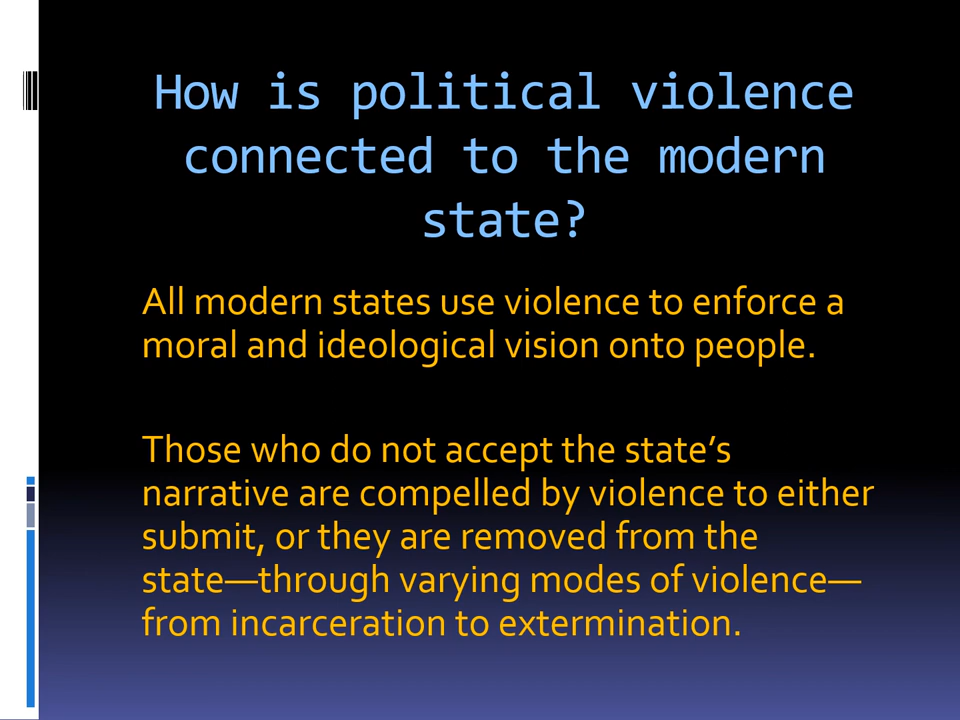 How is political violence
connected to the modern
state?
All modern states use violence to enforce a
moral and ideological vision onto people.
Those who do not accept the state’s
narrative are compelled by violence to either
submit, or they are removed from the
state—through varying modes of violence—
from incarceration to extermination.